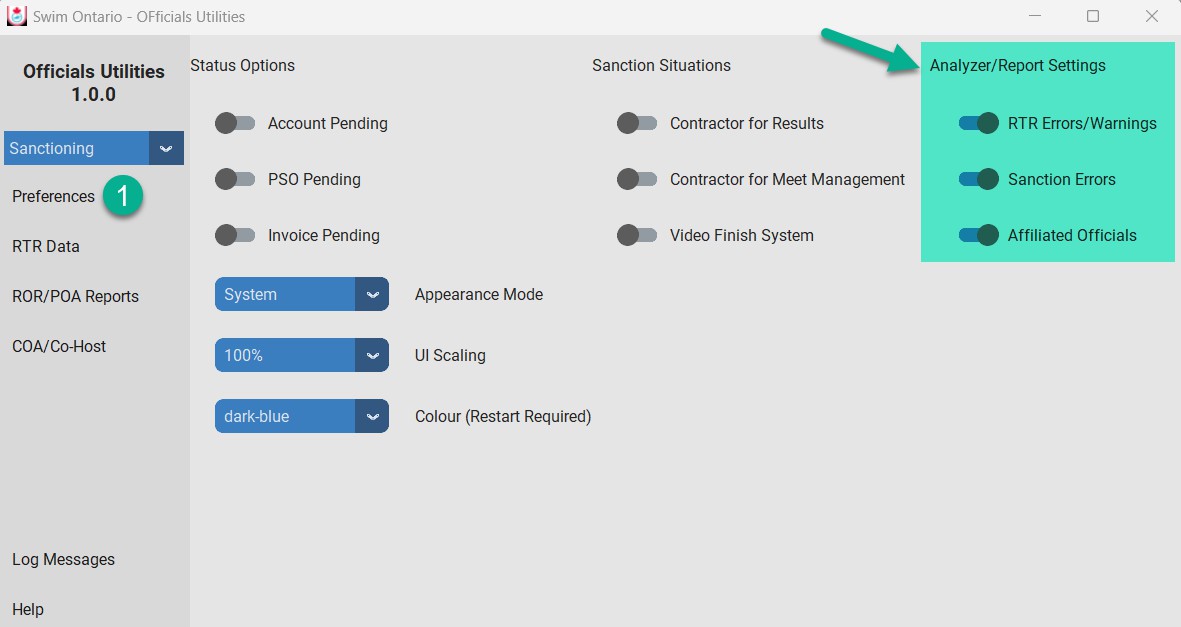 Swim Ontario - OFficials Utilities
Officials Utilities
1.0.0
Sanctioning
Preferences 1
RTR Data
ROR/POA Reports
COA/Co-Host
Log Messages
Help
Status Options
Account Pending
PSO Pending
Invoice Pending
System Appearance Mode
100% UI Scaling
dark-blue Colour (Restart Required)
Sanction Situations
Contractor for Results
Contractor for Meet Management
Video Finish System
Analyzer/Report Settings
RTR Errors/Warnings
Sanction Errors
Affiliated Officials